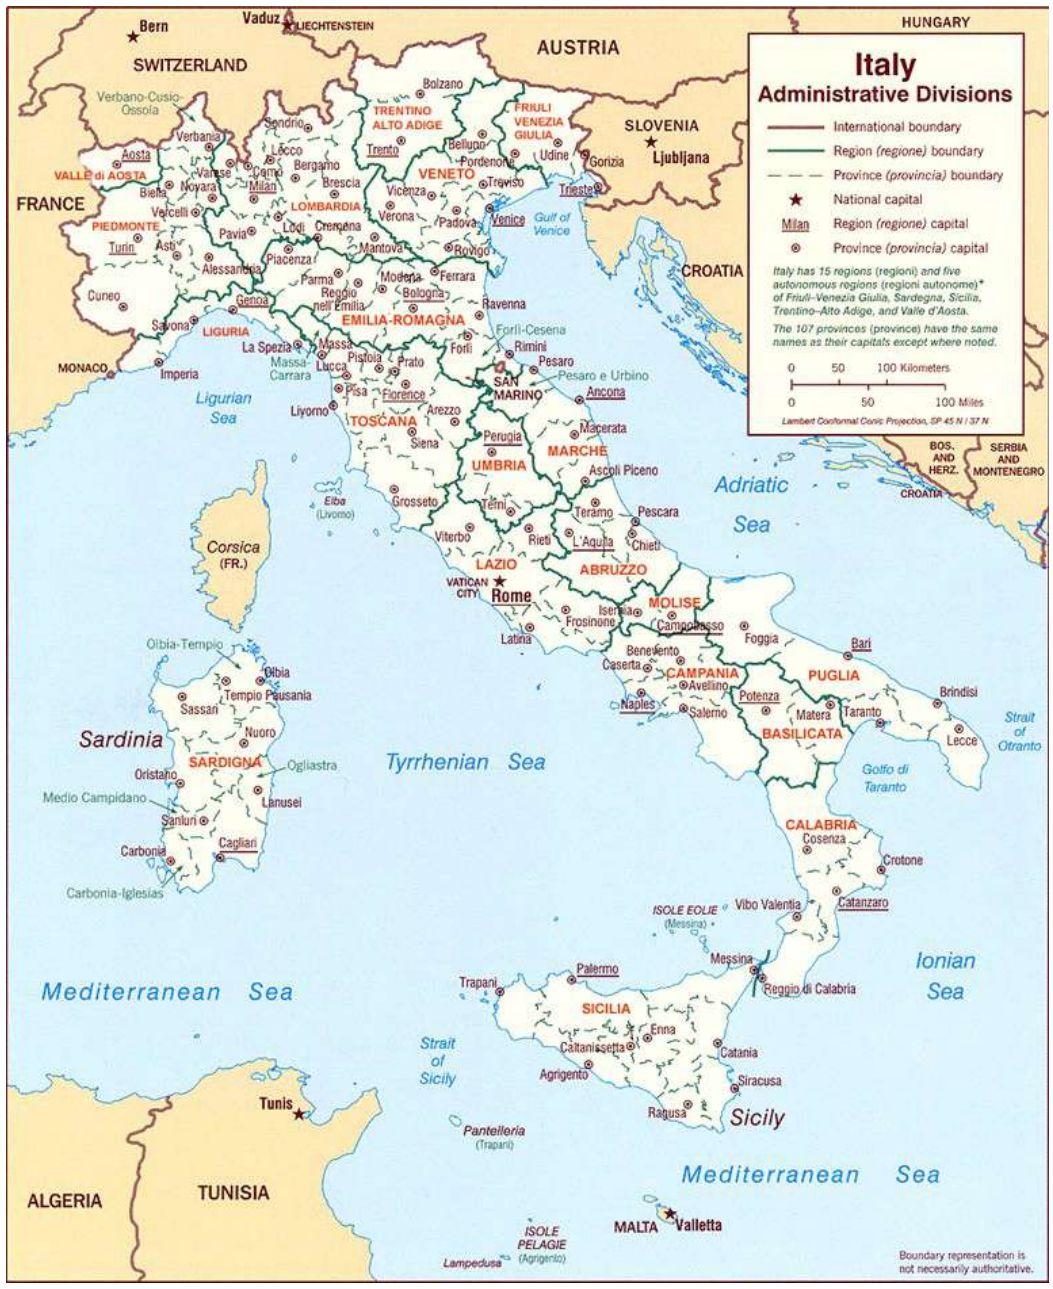 Bern
Vaduz
LIECHTENSTEIN
HUNGARY
AUSTRIA
SWITZERLAND
Italy
Administrative Divisions
International boundary
Region (regione) boundary
Province (provincia) boundary
National capital
Milan
Region (regione) capital
Province (provincia) capital
Italy has 15 regions (regioni) and five
autonomous regions (regioni autonome)*
of Friuli-Venezia Giulia, Sardegna, Sicilia,
Trentino-Alto Adige, and Valle d'Aosta.
The 107 provinces (province) have the same
names as their capitals except where noted.
0 50 100 Kilometers
0 50 100 Miles
Lambert Conformal Conic Projection, SP 45 N / 37 N
Verbano-Cusio-
Ossola
Bolzano
TRENTINO
ALTO ADIGE
FRIULI
VENEZIA
GIULIA
SLOVENIA
Ljubljana
Sondrio
Verbania
Aosta
Lecco
Trento
Belluno
Pordenone
Udine
Gorizia
VALLE di AOSTA
Varese
Como
Bergamo
VENETO
Biella
Novara
Milan
Brescia
Vicenza
Treviso
Trieste
FRANCE
Vercelli
LOMBARDIA
Verona
Padova
Venice
Gulf of
Venice
PIEDMONTE
Turin
Asti
Pavia
Lodi
Cremona
Mantova
Rovigo
CROATIA
Alessandria
Piacenza
Cuneo
Parma
Modena
Ferrara
Reggio
nell'Emilia
Bologna
Genoa
Ravenna
Savona
LIGURIA
EMILIA-ROMAGNA
Forlì-Cesena
La Spezia
Massa
Pistoia
Prato
Forlì
Rimini
MONACO
Imperia
Massa-
Carrara
Lucca
Pesaro
SAN
MARINO
Pesaro e Urbino
Ligurian
Sea
Pisa
Florence
Ancona
Livorno
Arezzo
TOSCANA
Siena
Perugia
Macerata
MARCHE
UMBRIA
Ascoli Piceno
BOS.
AND
HERZ.
SERBIA
AND
MONTENEGRO
CROATIA
Adriatic
Sea
Elba
(Livorno)
Grosseto
Terni
Teramo
Pescara
Viterbo
Rieti
L'Aquila
Chieti
Corsica
(FR.)
LAZIO
ABRUZZO
VATICAN
CITY
Rome
MOLISE
Isernia
Campobasso
Frosinone
Latina
Foggia
Bari
Olbia-Tempio
Olbia
Tempio Pausania
Sassari
Benevento
Caserta
CAMPANIA
Avellino
PUGLIA
Naples
Salerno
Potenza
Matera
Taranto
Brindisi
BASILICATA
Lecce
Strait
of
Otranto
Nuoro
Sardinia
SARDIGNA
Ogliastra
Oristano
Tyrrhenian Sea
Golfo di
Taranto
Medio Campidano
Lanusei
Sanluri
Cagliari
Carbonia
Carbonia-Iglesias
CALABRIA
Cosenza
Crotone
Catanzaro
ISOLE EOLIE
(Messina)
Vibo Valentia
Messina
Reggio di Calabria
Ionian
Sea
Mediterranean Sea
Trapani
Palermo
SICILIA
Enna
Caltanissetta
Agrigento
Catania
Siracusa
Ragusa
Sicily
Strait
of
Sicily
Tunis
Pantelleria
(Trapani)
Mediterranean Sea
ALGERIA
TUNISIA
MALTA
Valletta
ISOLE
PELAGIE
(Agrigento)
Lampedusa
Boundary representation is
not necessarily authoritative.